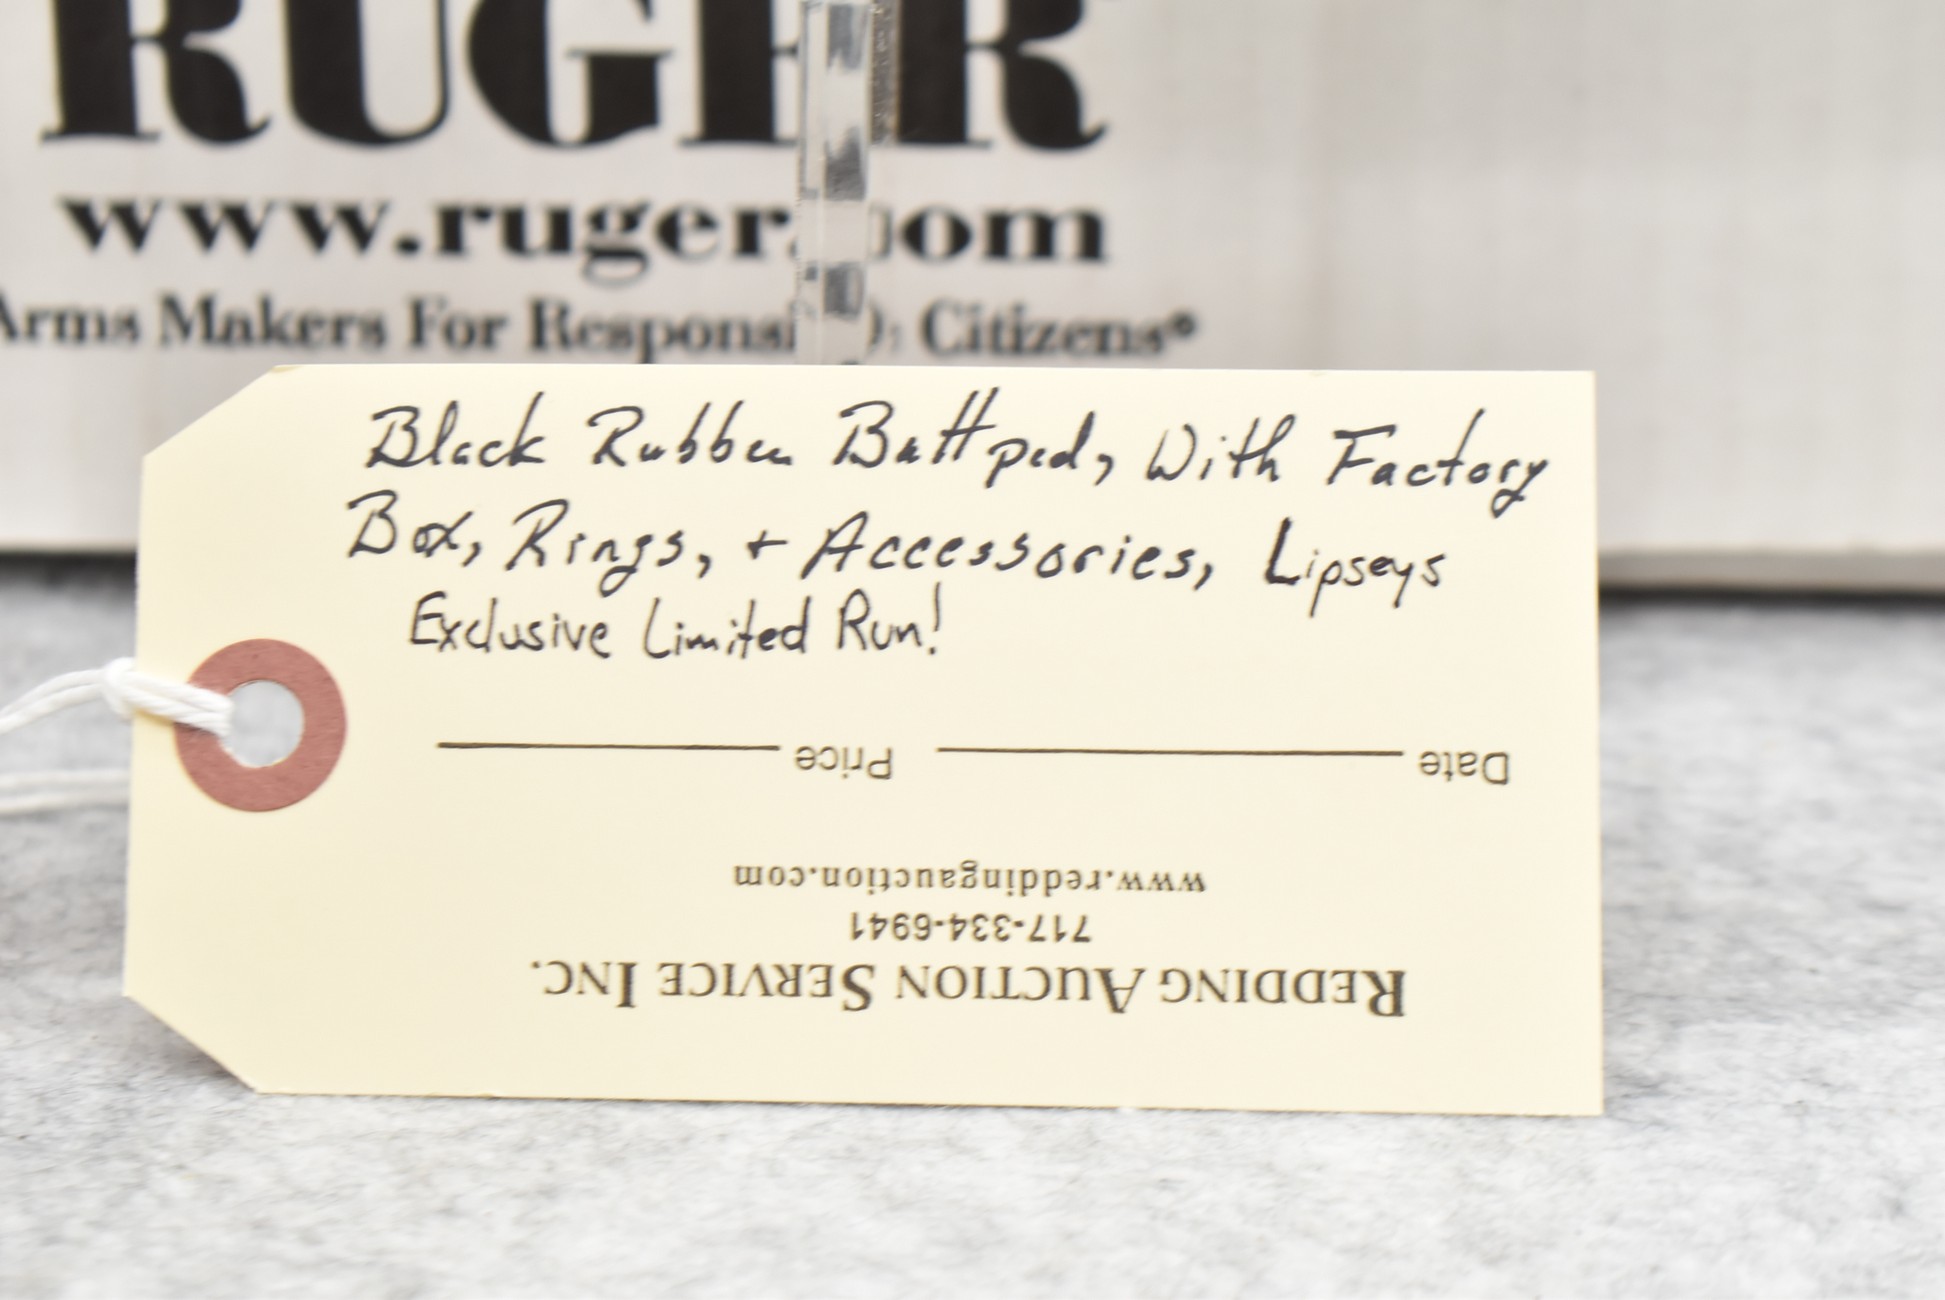 RUGER
www.ruger.com
Arms Makers For Citizens®
Black Rubber Buttpad, With Factory
Box, Rings, + Accessories, Lipseys
Exclusive Limited Run!
Date Price
www.reddingauction.com
717-334-6941
REDDING AUCTION SERVICE INC.